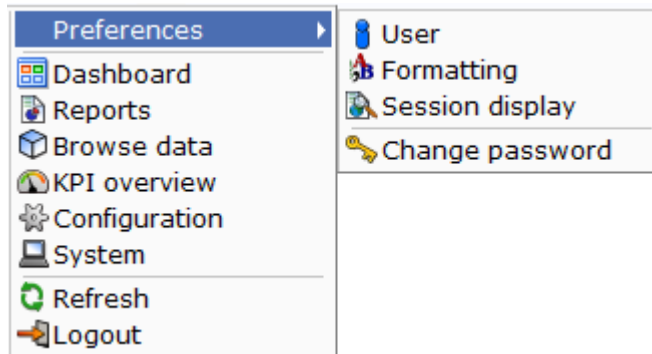 Preferences
Dashboard
Reports
Browse data
KPI overview
Configuration
System
Refresh
Logout
User
Formatting
Session display
Change password